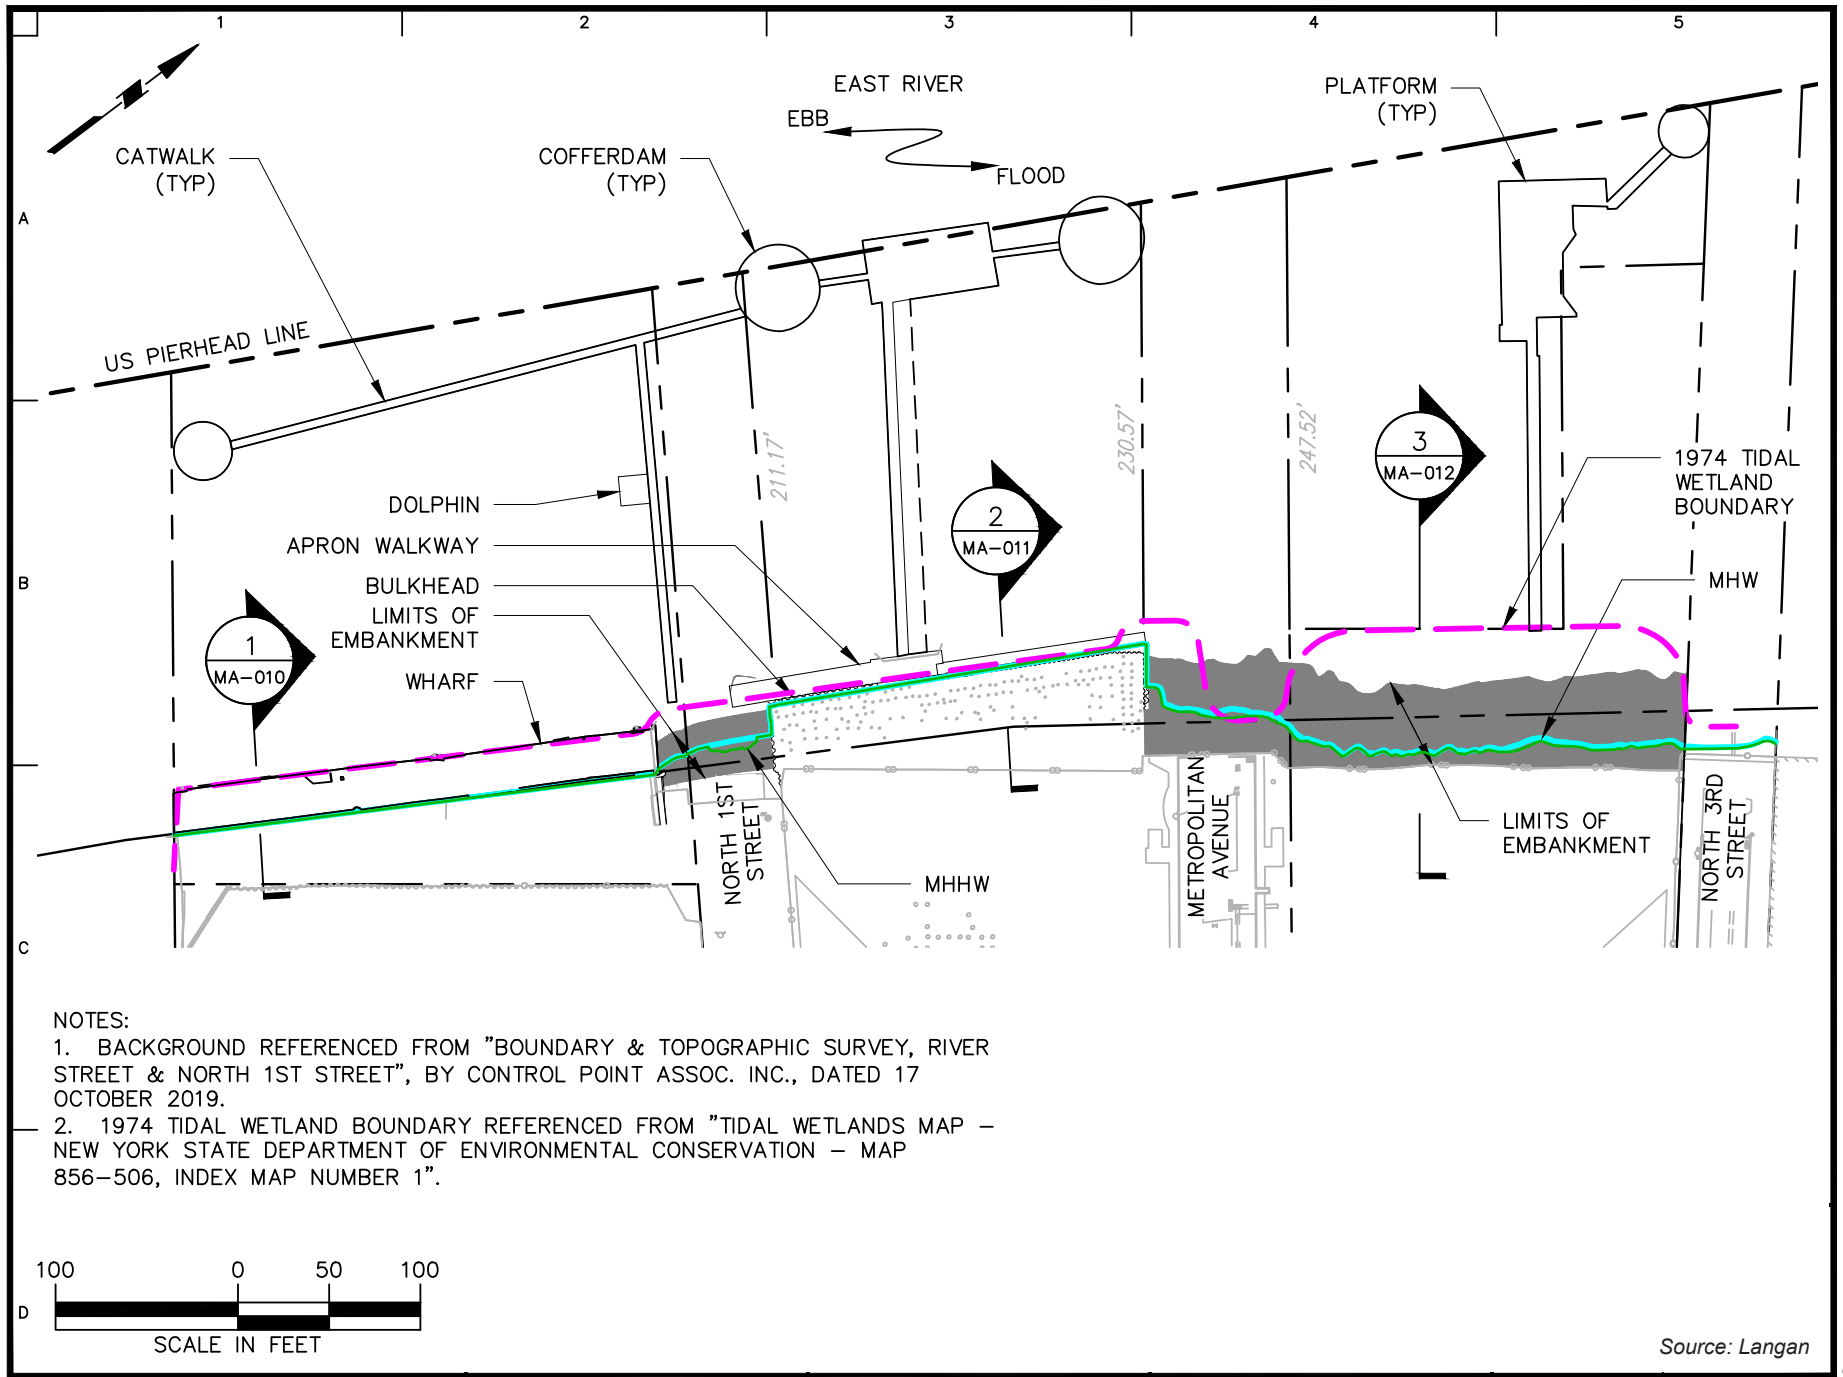 1 2 3 4 5
A
B
C
D
EAST RIVER
EBB
FLOOD
PLATFORM
(TYP)
CATWALK
(TYP)
COFFERDAM
(TYP)
US PIERHEAD LINE
211.17'
230.57'
247.52'
1
MA-010
2
MA-011
3
MA-012
1974 TIDAL
WETLAND
BOUNDARY
MHW
DOLPHIN
APRON WALKWAY
BULKHEAD
LIMITS OF
EMBANKMENT
WHARF
NORTH 1ST
STREET
MHHW
METROPOLITAN
AVENUE
LIMITS OF
EMBANKMENT
NORTH 3RD
STREET
NOTES:
1. BACKGROUND REFERENCED FROM "BOUNDARY & TOPOGRAPHIC SURVEY, RIVER
STREET & NORTH 1ST STREET", BY CONTROL POINT ASSOC. INC., DATED 17
OCTOBER 2019.
2. 1974 TIDAL WETLAND BOUNDARY REFERENCED FROM "TIDAL WETLANDS MAP –
NEW YORK STATE DEPARTMENT OF ENVIRONMENTAL CONSERVATION – MAP
856–506, INDEX MAP NUMBER 1".
100 0 50 100
SCALE IN FEET
Source: Langan